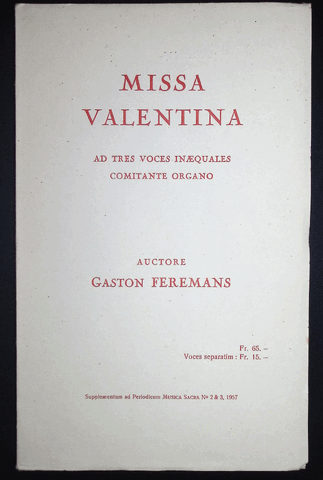 MISSA
VALENTINA
AD TRES VOCES INÆQUALES
COMITANTE ORGANO
AUCTORE
GASTON FEREMANS
Fr. 65. –
Voces separatim : Fr. 15. –
Supplementum ad Periodicum MUSICA SACRA Nº 2 & 3, 1957